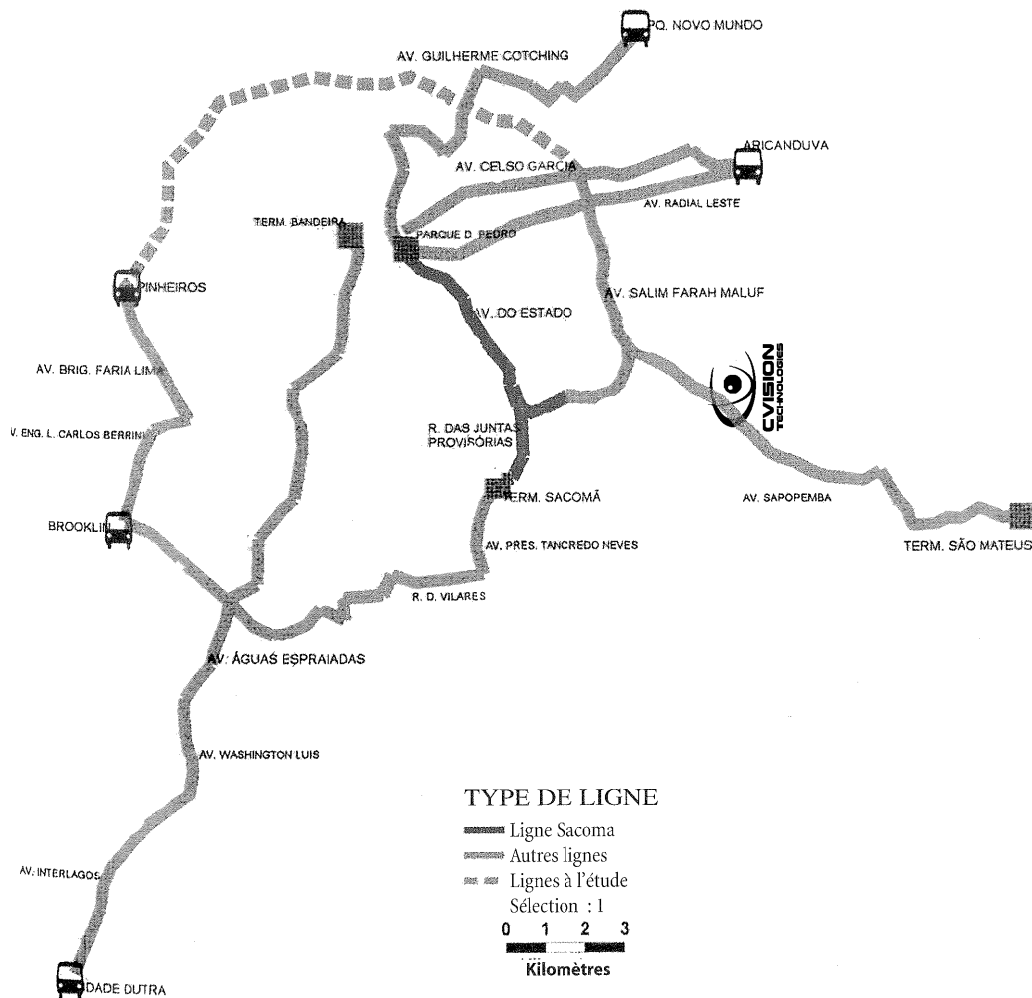 PQ. NOVO MUNDO
AV. GUILHERME COTCHING
ARICANDUVA
AV. CELSO GARCIA
AV. RADIAL LESTE
TERM. BANDEIRA
PARQUE D. PEDRO
PINHEIROS
AV. SALIM FARAH MALUF
AV. DO ESTADO
AV. BRIG. FARIA LIMA
CVISION
TECHNOLOGIES
V. ENG. L. CARLOS BERRINI
R. DAS JUNTAS
PROVISÓRIAS
TERM. SACOMÃ
AV. SAPOPEMBA
BROOKLIN
AV. PRES. TANCREDO NEVES
TERM. SÃO MATEUS
R. D. VILARES
AV. ÁGUAS ESPRAIADAS
AV. WASHINGTON LUIS
TYPE DE LIGNE
Ligne Sacoma
Autres lignes
Lignes à l'étude
Sélection : 1
0 1 2 3
Kilomètres
AV. INTERLAGOS
DADE DUTRA